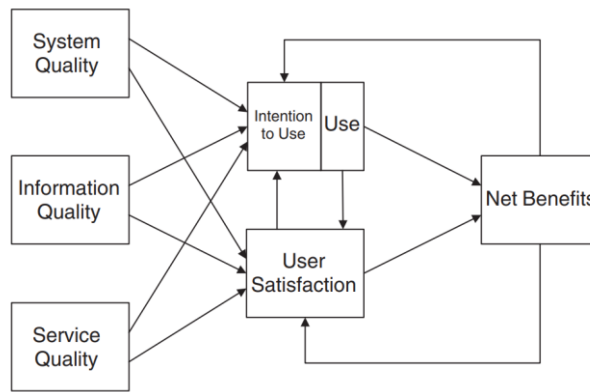 System
Quality
Intention
to Use
Use
Information
Quality
Net Benefits
User
Satisfaction
Service
Quality